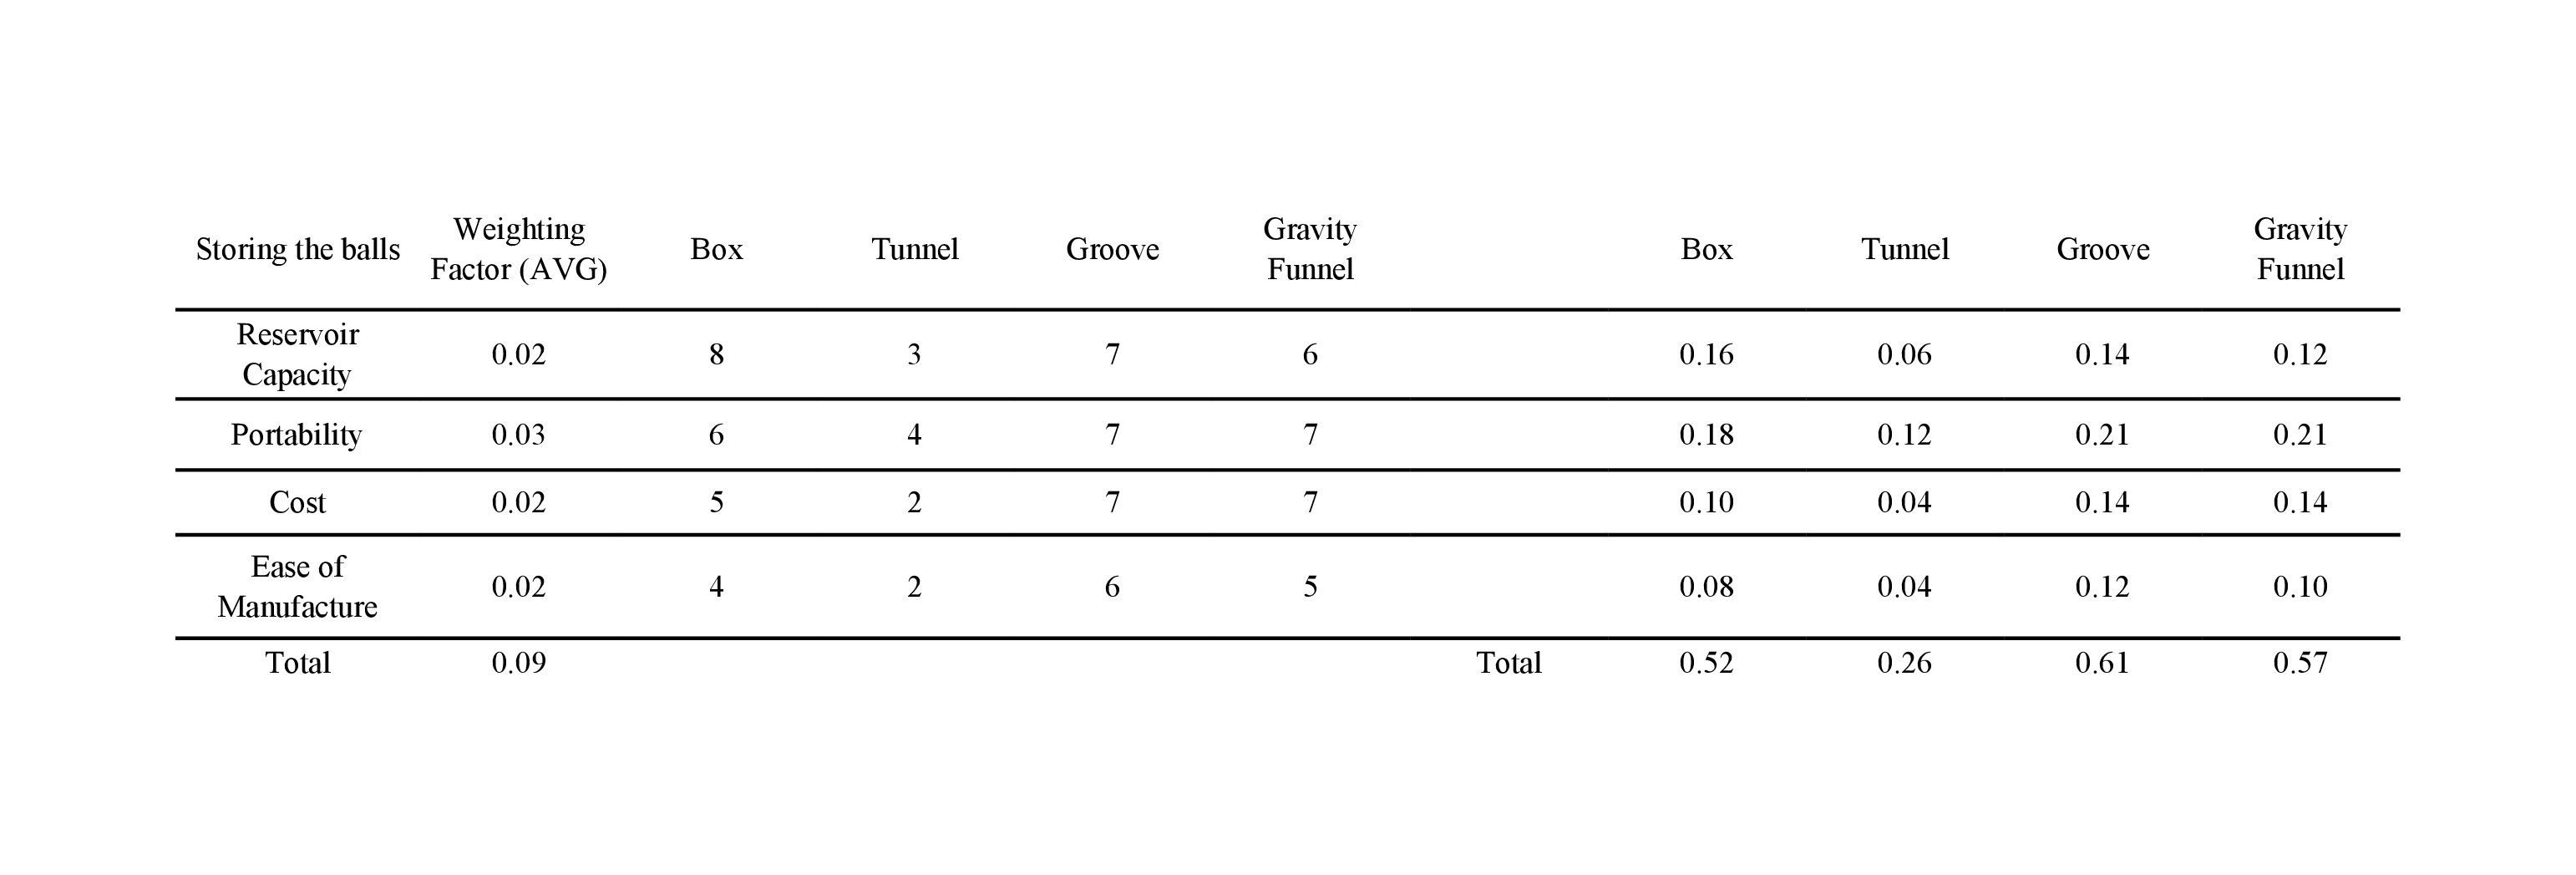 Storing the balls Weighting Factor (AVG) Box Tunnel Groove Gravity Funnel Box Tunnel Groove Gravity Funnel
Reservoir Capacity 0.02 8 3 7 6 0.16 0.06 0.14 0.12
Portability 0.03 6 4 7 7 0.18 0.12 0.21 0.21
Cost 0.02 5 2 7 7 0.10 0.04 0.14 0.14
Ease of Manufacture 0.02 4 2 6 5 0.08 0.04 0.12 0.10
Total 0.09 Total 0.52 0.26 0.61 0.57